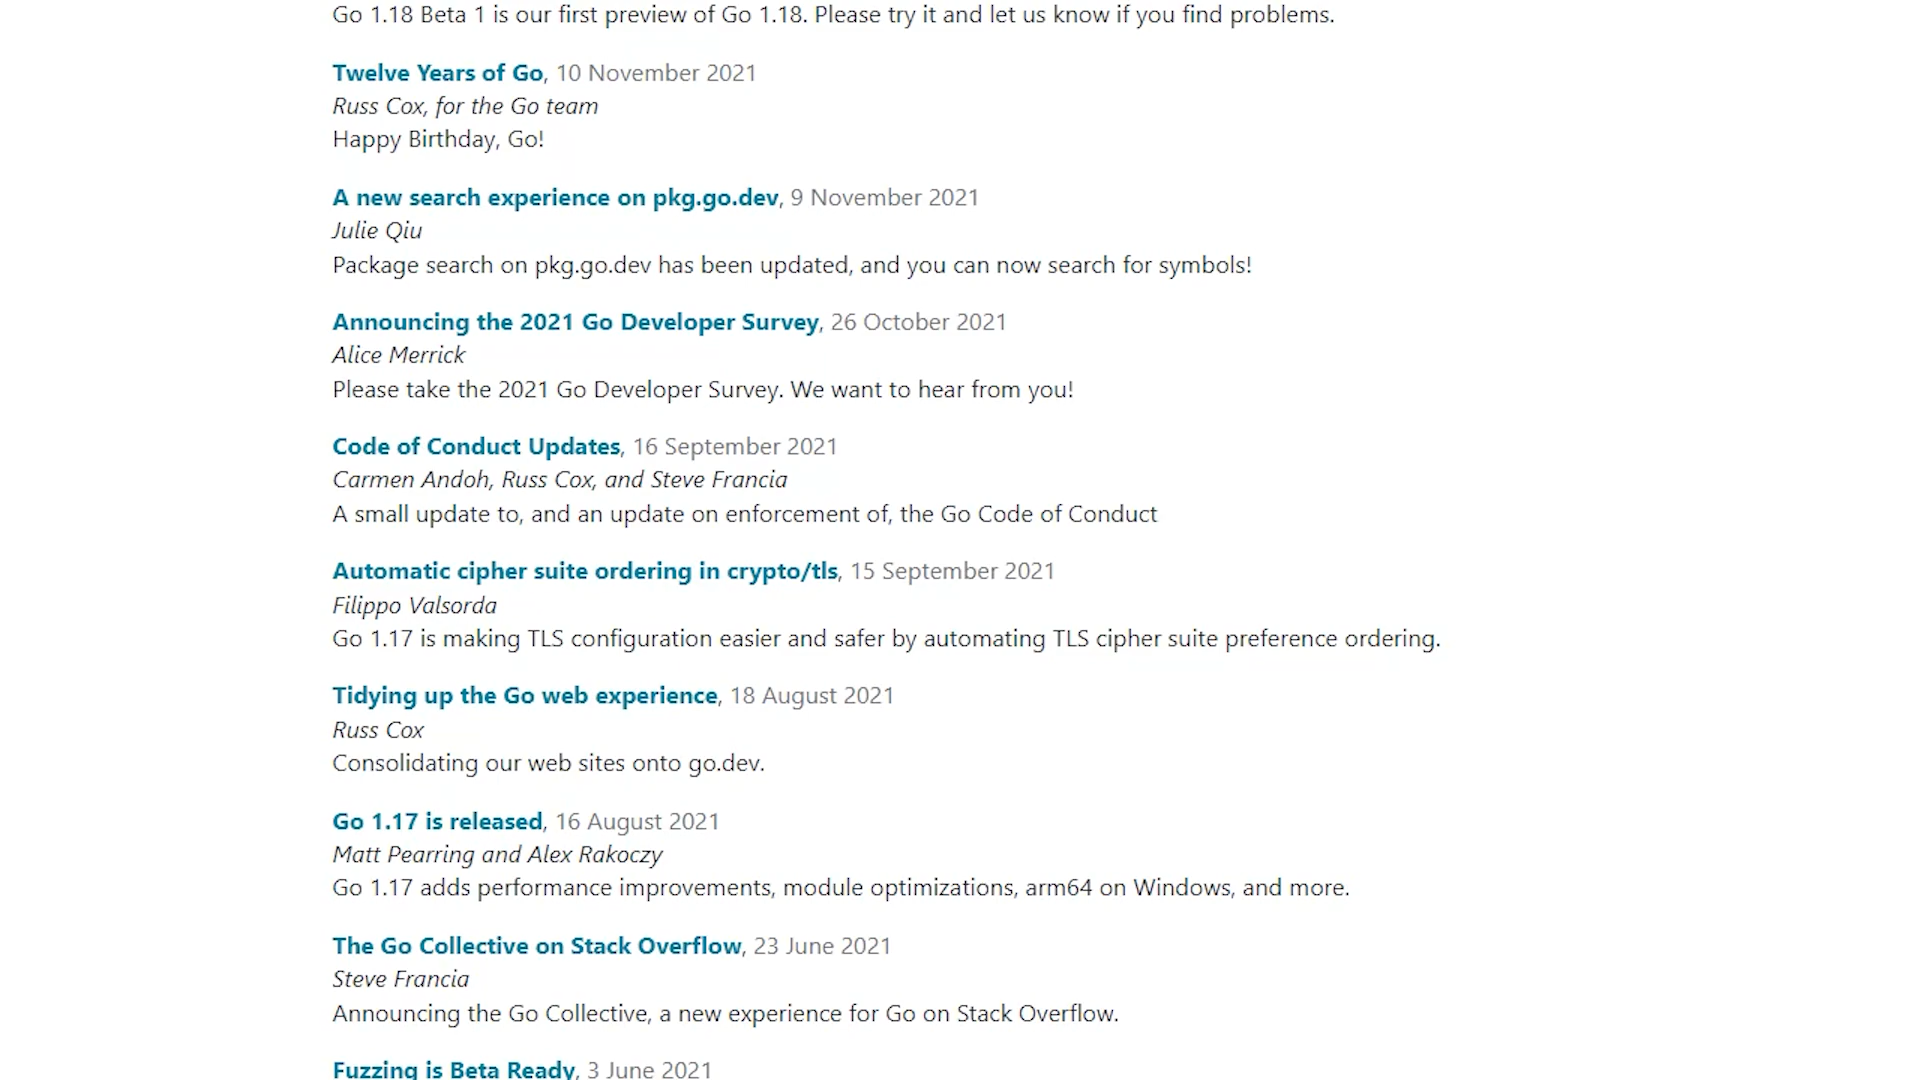 Go 1.18 Beta 1 is our first preview of Go 1.18. Please try it and let us know if you find problems.
Twelve Years of Go, 10 November 2021
Russ Cox, for the Go team
Happy Birthday, Go!
A new search experience on pkg.go.dev, 9 November 2021
Julie Qiu
Package search on pkg.go.dev has been updated, and you can now search for symbols!
Announcing the 2021 Go Developer Survey, 26 October 2021
Alice Merrick
Please take the 2021 Go Developer Survey. We want to hear from you!
Code of Conduct Updates, 16 September 2021
Carmen Andoh, Russ Cox, and Steve Francia
A small update to, and an update on enforcement of, the Go Code of Conduct
Automatic cipher suite ordering in crypto/tls, 15 September 2021
Filippo Valsorda
Go 1.17 is making TLS configuration easier and safer by automating TLS cipher suite preference ordering.
Tidying up the Go web experience, 18 August 2021
Russ Cox
Consolidating our web sites onto go.dev.
Go 1.17 is released, 16 August 2021
Matt Pearring and Alex Rakoczy
Go 1.17 adds performance improvements, module optimizations, arm64 on Windows, and more.
The Go Collective on Stack Overflow, 23 June 2021
Steve Francia
Announcing the Go Collective, a new experience for Go on Stack Overflow.
Fuzzing is Beta Ready, 3 June 2021